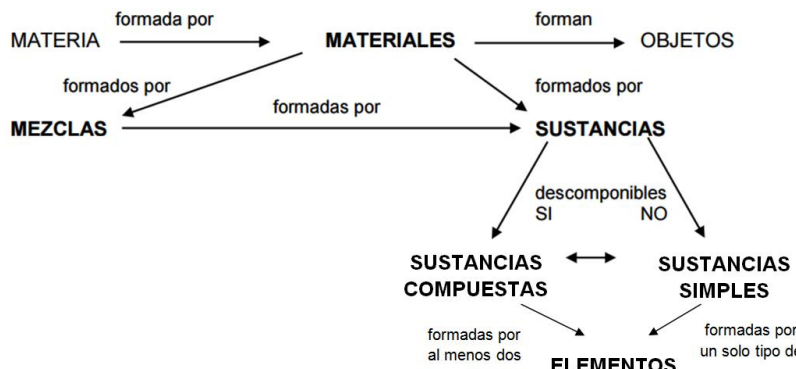 formada por
forman
MATERIA
MATERIALES
OBJETOS
formados por
formadas por
formados por
MEZCLAS
SUSTANCIAS
descomponibles
SI NO
SUSTANCIAS
COMPUESTAS
SUSTANCIAS
SIMPLES
formadas por
al menos dos
formadas por
un solo tipo de
ELEMENTOS